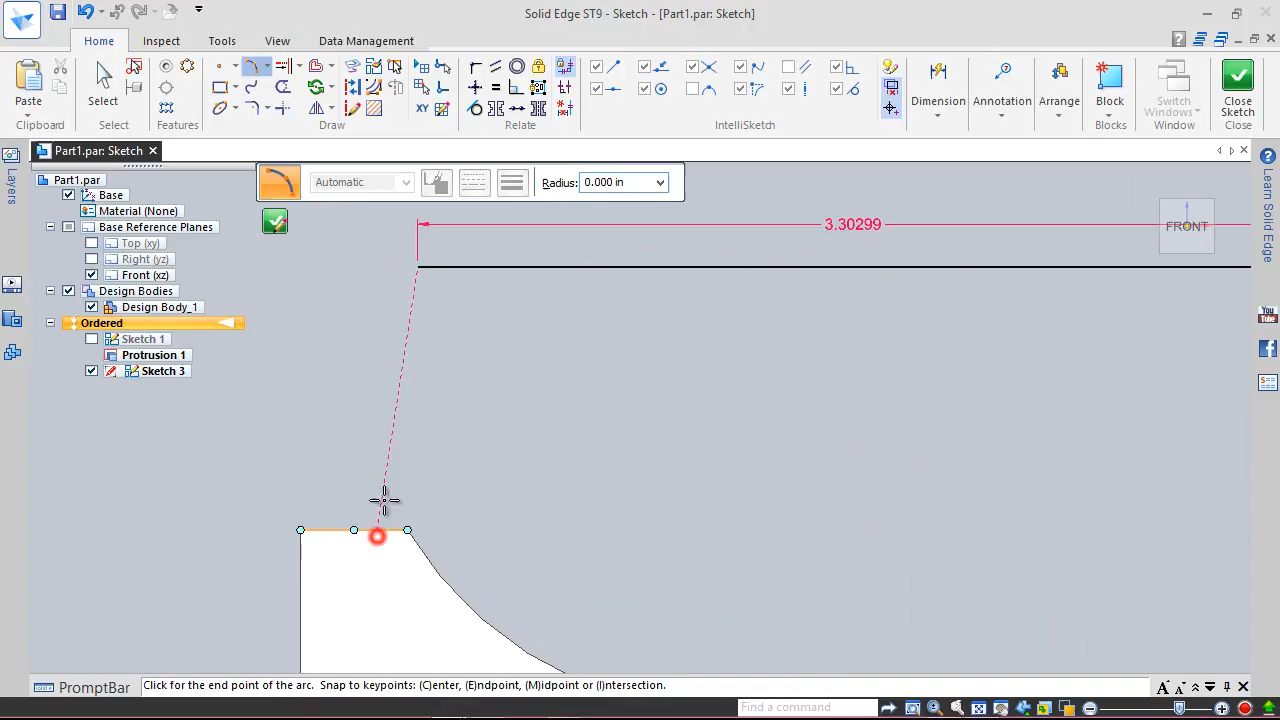 Solid Edge ST9 - Sketch - [Part1.par: Sketch]
Home Inspect Tools View Data Management
Paste Select Dimension Annotation Arrange Block Switch Windows Close Sketch
Clipboard Select Features Draw Relate IntelliSketch Blocks Window Close
Part1.par: Sketch
Layers
Part1.par
Base
Material (None)
Base Reference Planes
Top (xy)
Right (yz)
Front (xz)
Design Bodies
Design Body_1
Ordered
Sketch 1
Protrusion 1
Sketch 3
Automatic Radius: 0.000 in
3.30299
FRONT
Learn Solid Edge
You Tube
PromptBar Click for the end point of the arc. Snap to keypoints: (C)enter, (E)ndpoint, (M)idpoint or (I)ntersection.
Find a command